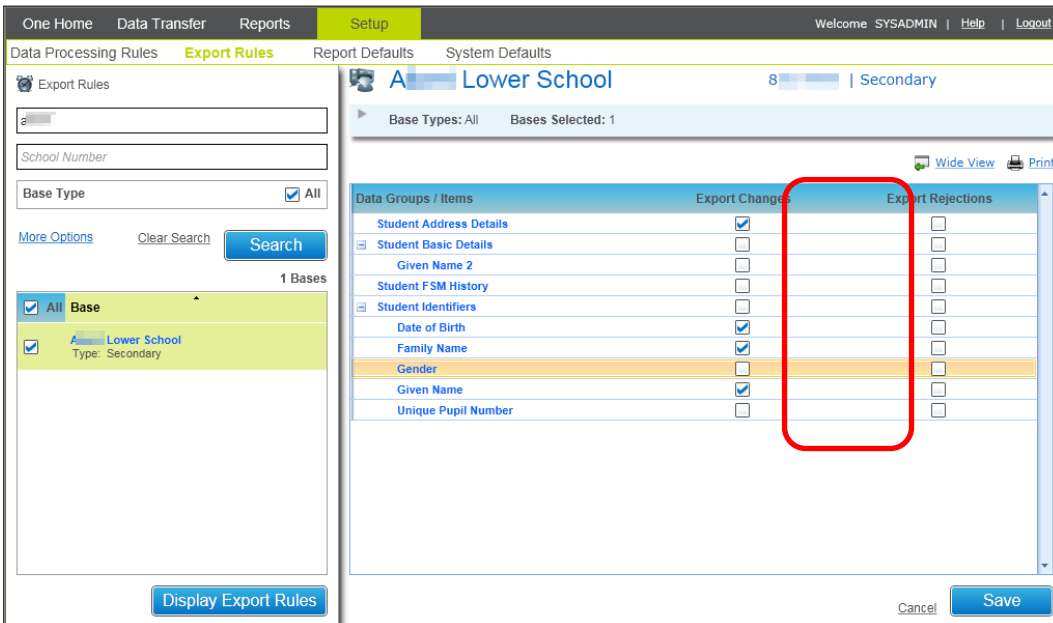 One Home Data Transfer Reports Setup Welcome SYSADMIN | Help | Logout
Data Processing Rules Export Rules Report Defaults System Defaults
Export Rules
a
School Number
Base Type All
More Options Clear Search Search
1 Bases
All Base
A Lower School
Type: Secondary
Display Export Rules
A Lower School 8 | Secondary
Base Types: All Bases Selected: 1
Wide View Print
Data Groups / Items Export Changes Export Rejections
Student Address Details
Student Basic Details
Given Name 2
Student FSM History
Student Identifiers
Date of Birth
Family Name
Gender
Given Name
Unique Pupil Number
Cancel Save